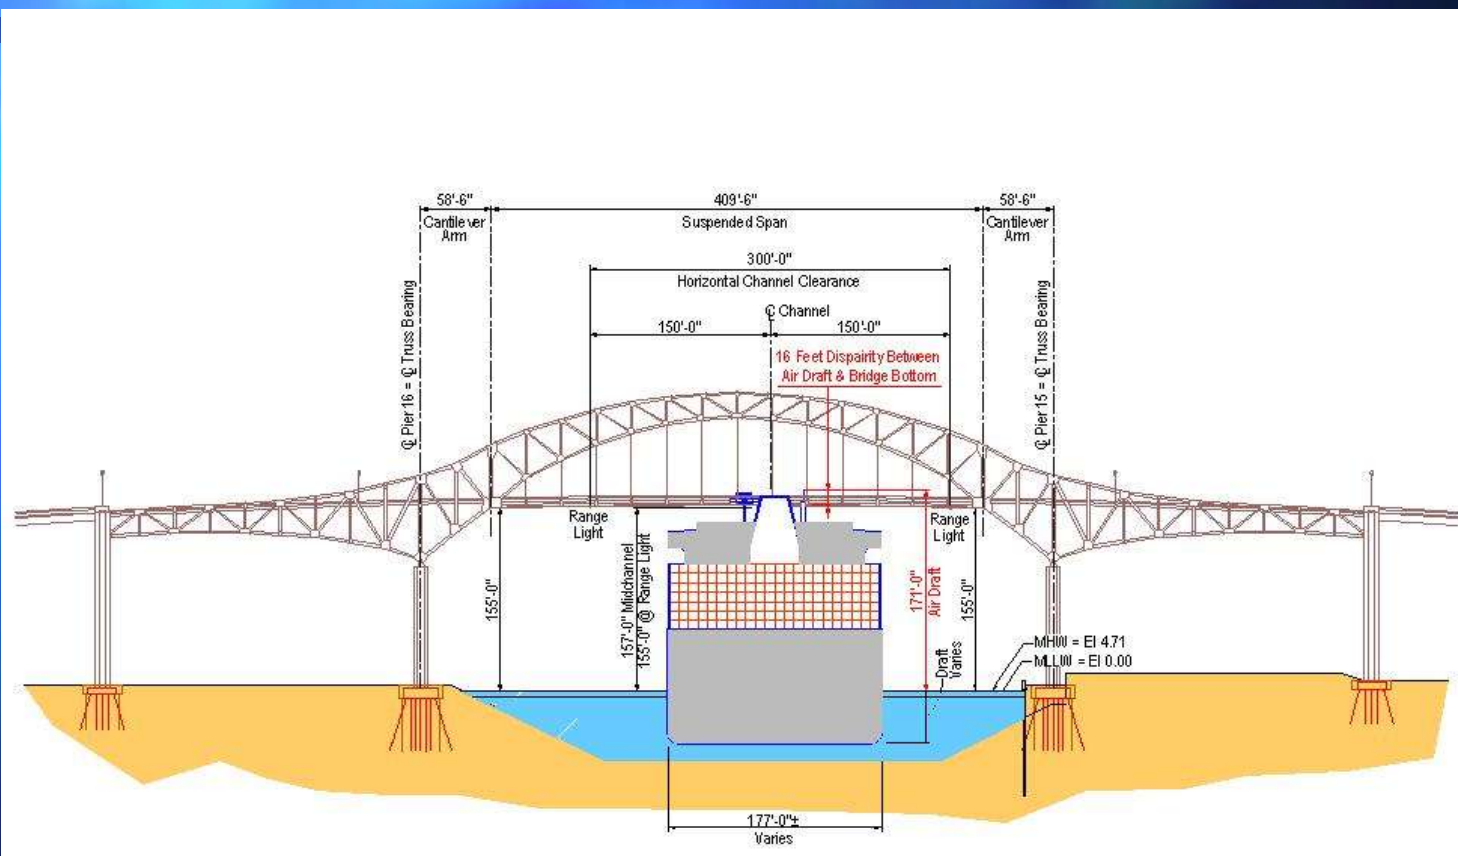 58'-6"
409'-6"
58'-6"
Cantilever
Arm
Suspended Span
Cantilever
Arm
300'-0"
Horizontal Channel Clearance
℄ Channel
150'-0"
150'-0"
16 Feet Dispairity Between
Air Draft & Bridge Bottom
℄ Pier 16 = ℄ Truss Bearing
℄ Pier 15 = ℄ Truss Bearing
Range
Light
Range
Light
155'-0"
157'-0" Midchannel
155'-0" @ Range Light
171'-0"
Air Draft
155'-0"
Draft
Varies
MHW = El 4.71
MLLW = El 0.00
177'-0"±
Varies